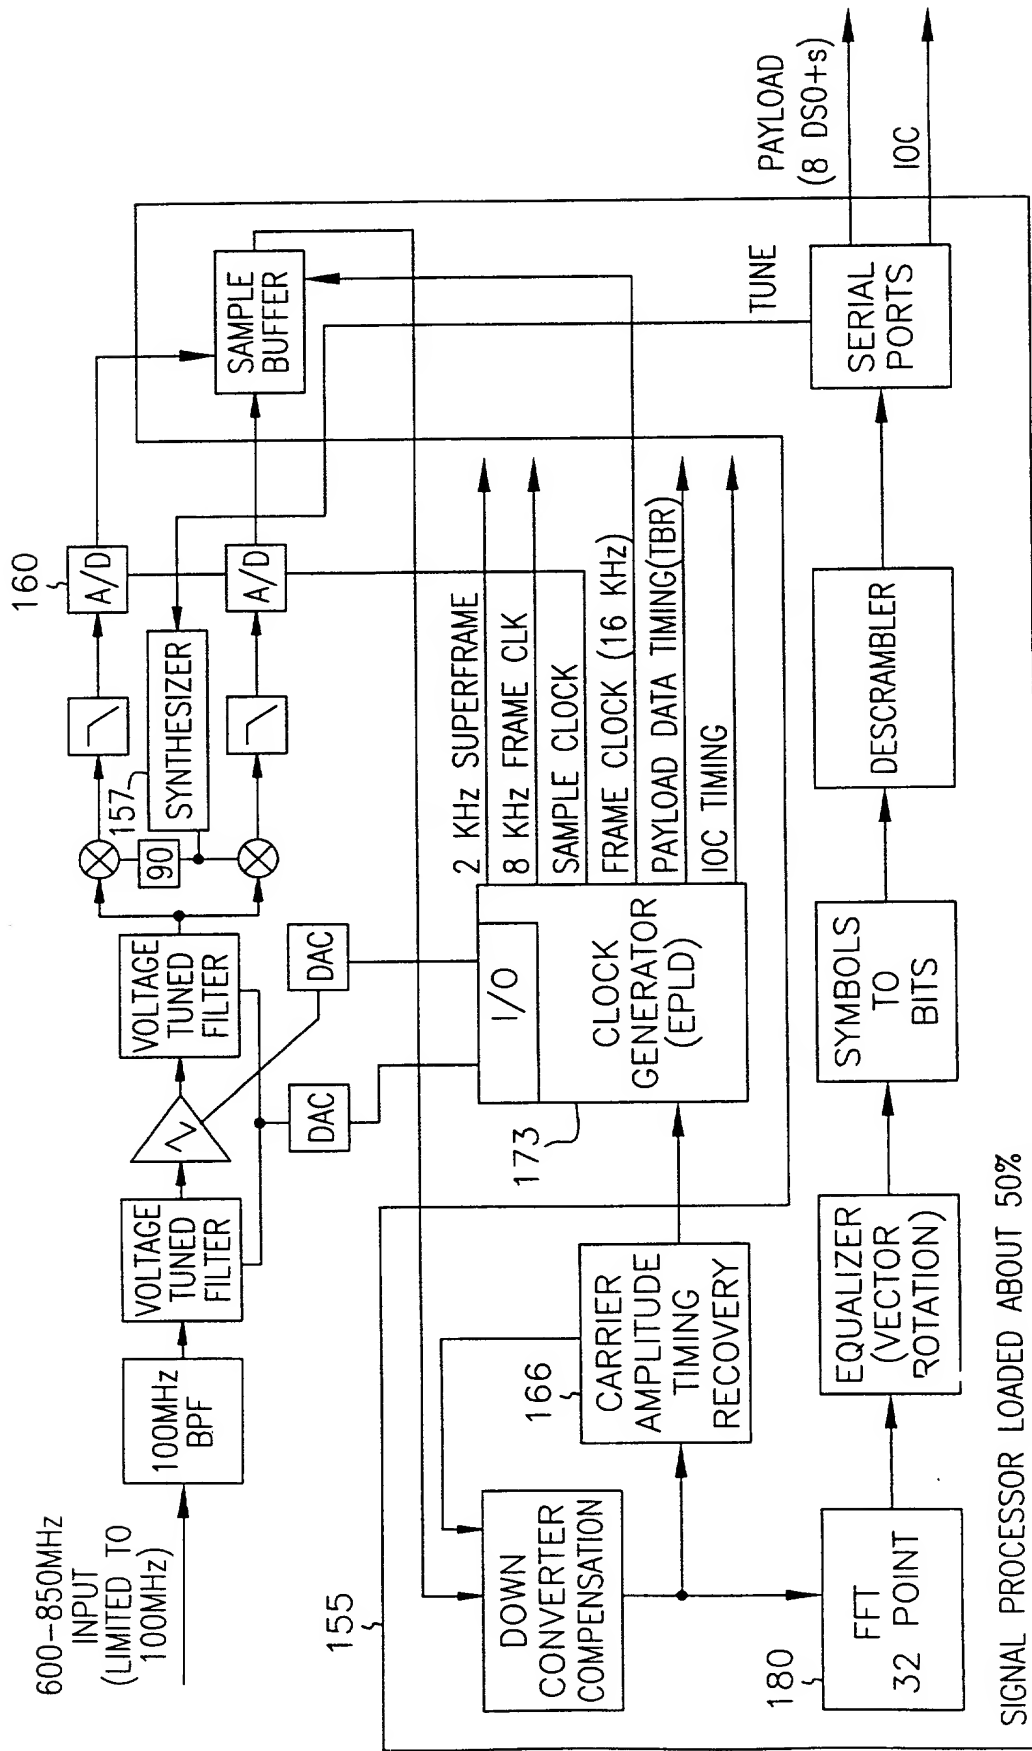 600-850MHz
INPUT
(LIMITED TO
100MHz)
100MHz
BPF
VOLTAGE
TUNED
FILTER
VOLTAGE
TUNED
FILTER
DAC
DAC
90
157
SYNTHESIZER
160
A/D
A/D
SAMPLE
BUFFER
155
DOWN
CONVERTER
COMPENSATION
166
CARRIER
AMPLITUDE
TIMING
RECOVERY
173
I/O
CLOCK
GENERATOR
(EPLD)
2 KHz SUPERFRAME
8 KHz FRAME CLK
SAMPLE CLOCK
FRAME CLOCK (16 KHz)
PAYLOAD DATA TIMING(TBR)
IOC TIMING
TUNE
180
FFT
32 POINT
EQUALIZER
(VECTOR
ROTATION)
SYMBOLS
TO
BITS
DESCRAMBLER
SERIAL
PORTS
PAYLOAD
(8 DS0+s)
IOC
SIGNAL PROCESSOR LOADED ABOUT 50%